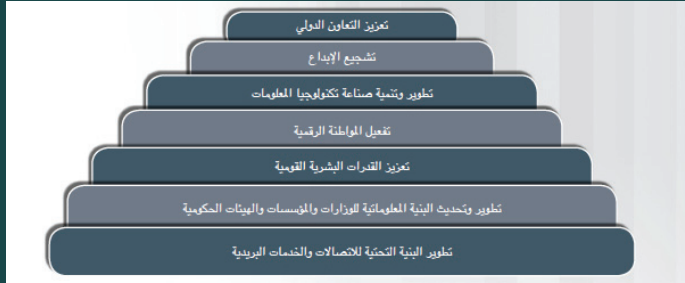 تعزيز التعاون الدولي
تشجيع الإبداع
تطوير وتنمية صناعة تكنولوجيا المعلومات
تفعيل المواطنة الرقمية
تعزيز القدرات البشرية القومية
تطوير وتحديث البنية المعلوماتية للوزارات والمؤسسات والهيئات الحكومية
تطوير البنية التحتية للاتصالات والخدمات البريدية